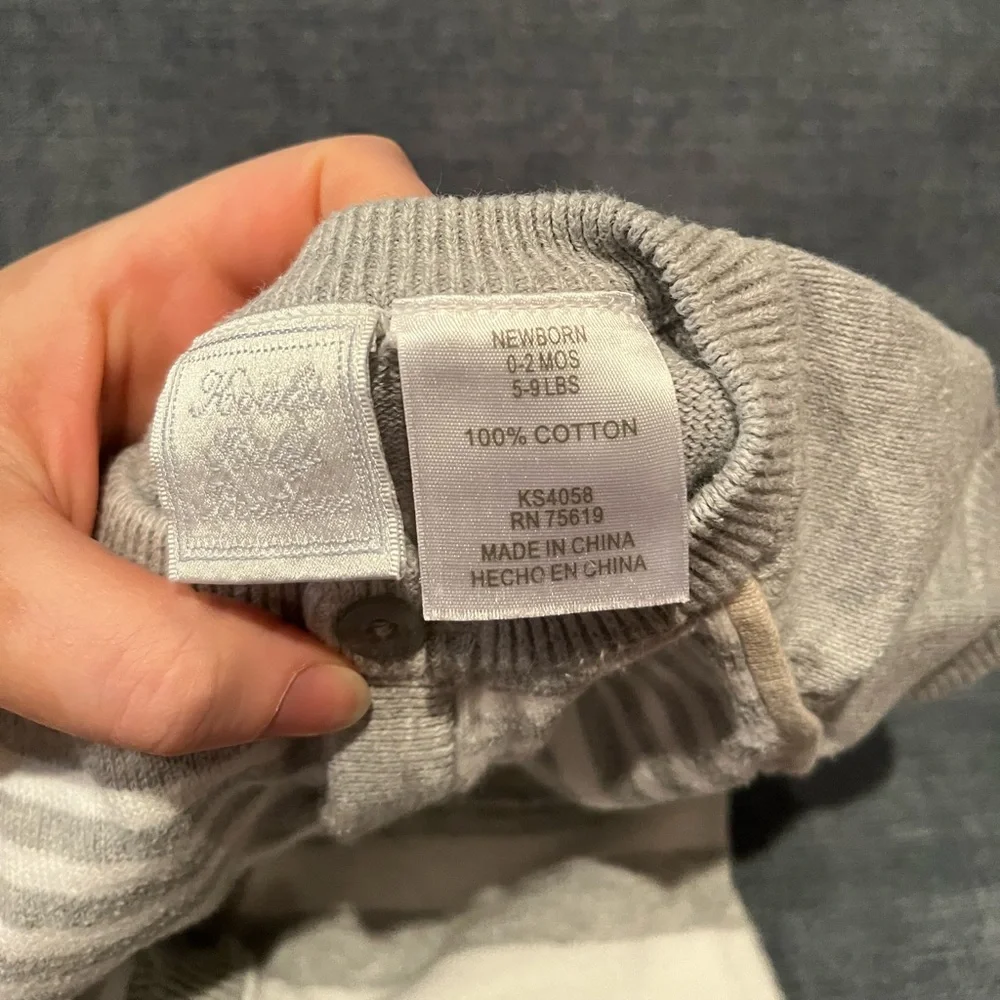 NEWBORN
0-2 MOS
5-9 LBS
100% COTTON
KS4058
RN 75619
MADE IN CHINA
HECHO EN CHINA